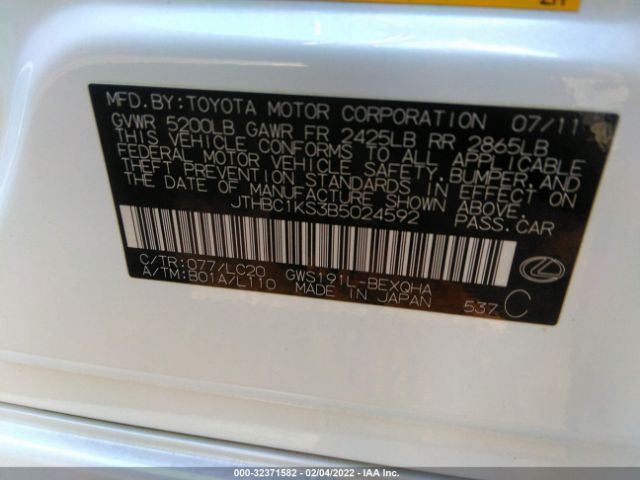 ZH
MFD.BY:TOYOTA MOTOR CORPORATION 07/11
GVWR 5200LB GAWR FR 2425LB RR 2865LB
THIS VEHICLE CONFORMS TO ALL APPLICABLE
FEDERAL MOTOR VEHICLE SAFETY,BUMPER,AND
THEFT PREVENTION STANDARDS IN EFFECT ON
THE DATE OF MANUFACTURE SHOWN ABOVE.
JTHBC1KS3B5024592 PASS.CAR
C/TR:077/LC20 GWS191L-BEXQHA
A/TM:B01A/L110 MADE IN JAPAN 537 C
000-32371582 - 02/04/2022 - IAA Inc.